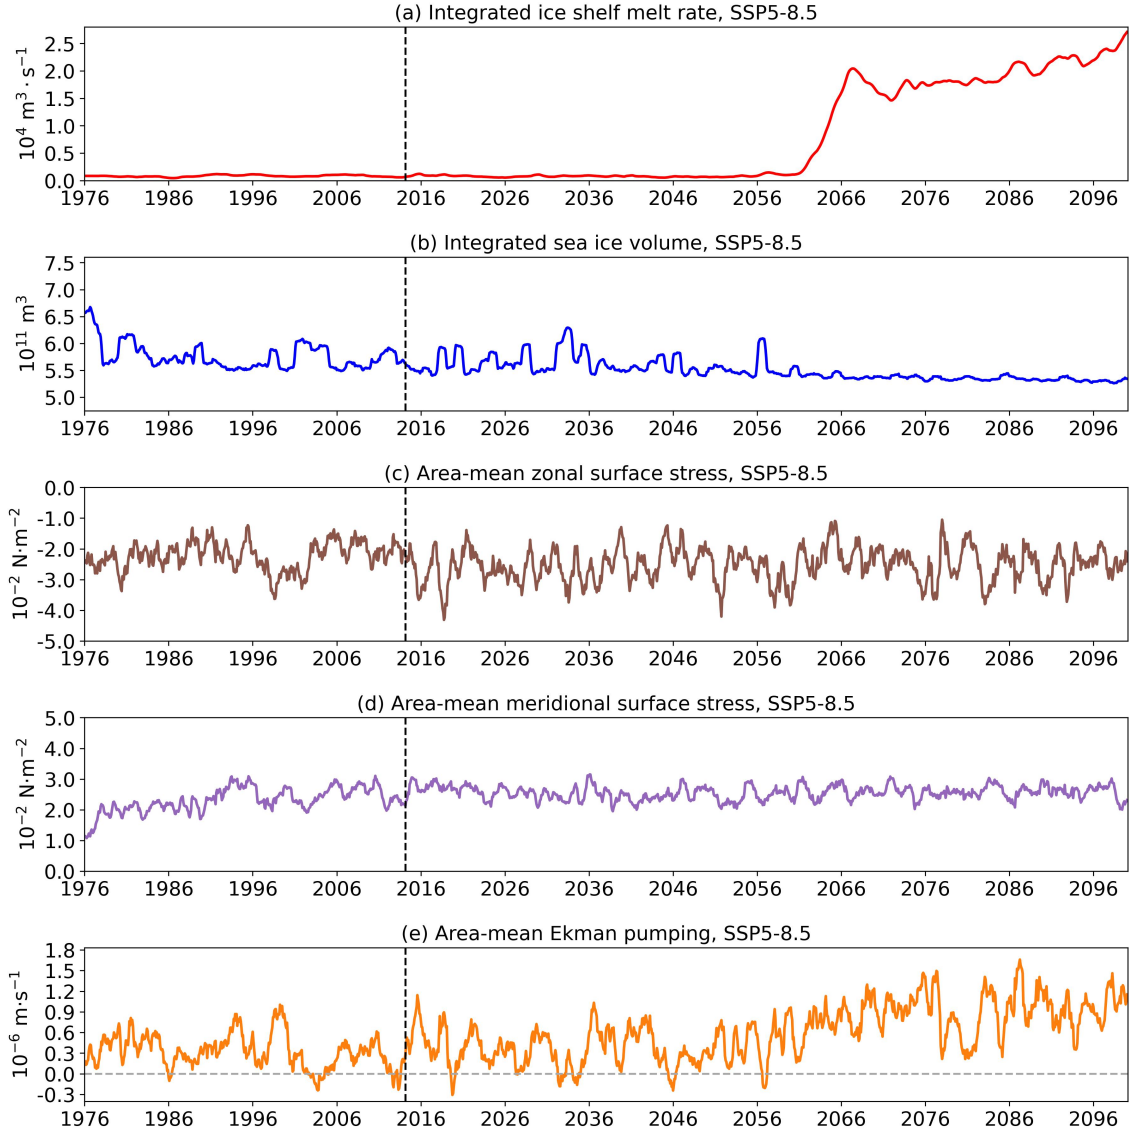 (a) Integrated ice shelf melt rate, SSP5-8.5
10⁴ m³ · s⁻¹
2.5
2.0
1.5
1.0
0.5
0.0
1976 1986 1996 2006 2016 2026 2036 2046 2056 2066 2076 2086 2096
(b) Integrated sea ice volume, SSP5-8.5
10¹¹ m³
7.5
7.0
6.5
6.0
5.5
5.0
1976 1986 1996 2006 2016 2026 2036 2046 2056 2066 2076 2086 2096
(c) Area-mean zonal surface stress, SSP5-8.5
10⁻² N·m⁻²
0.0
-1.0
-2.0
-3.0
-4.0
-5.0
1976 1986 1996 2006 2016 2026 2036 2046 2056 2066 2076 2086 2096
(d) Area-mean meridional surface stress, SSP5-8.5
10⁻² N·m⁻²
5.0
4.0
3.0
2.0
1.0
0.0
1976 1986 1996 2006 2016 2026 2036 2046 2056 2066 2076 2086 2096
(e) Area-mean Ekman pumping, SSP5-8.5
10⁻⁶ m·s⁻¹
1.8
1.5
1.2
0.9
0.6
0.3
0.0
-0.3
1976 1986 1996 2006 2016 2026 2036 2046 2056 2066 2076 2086 2096